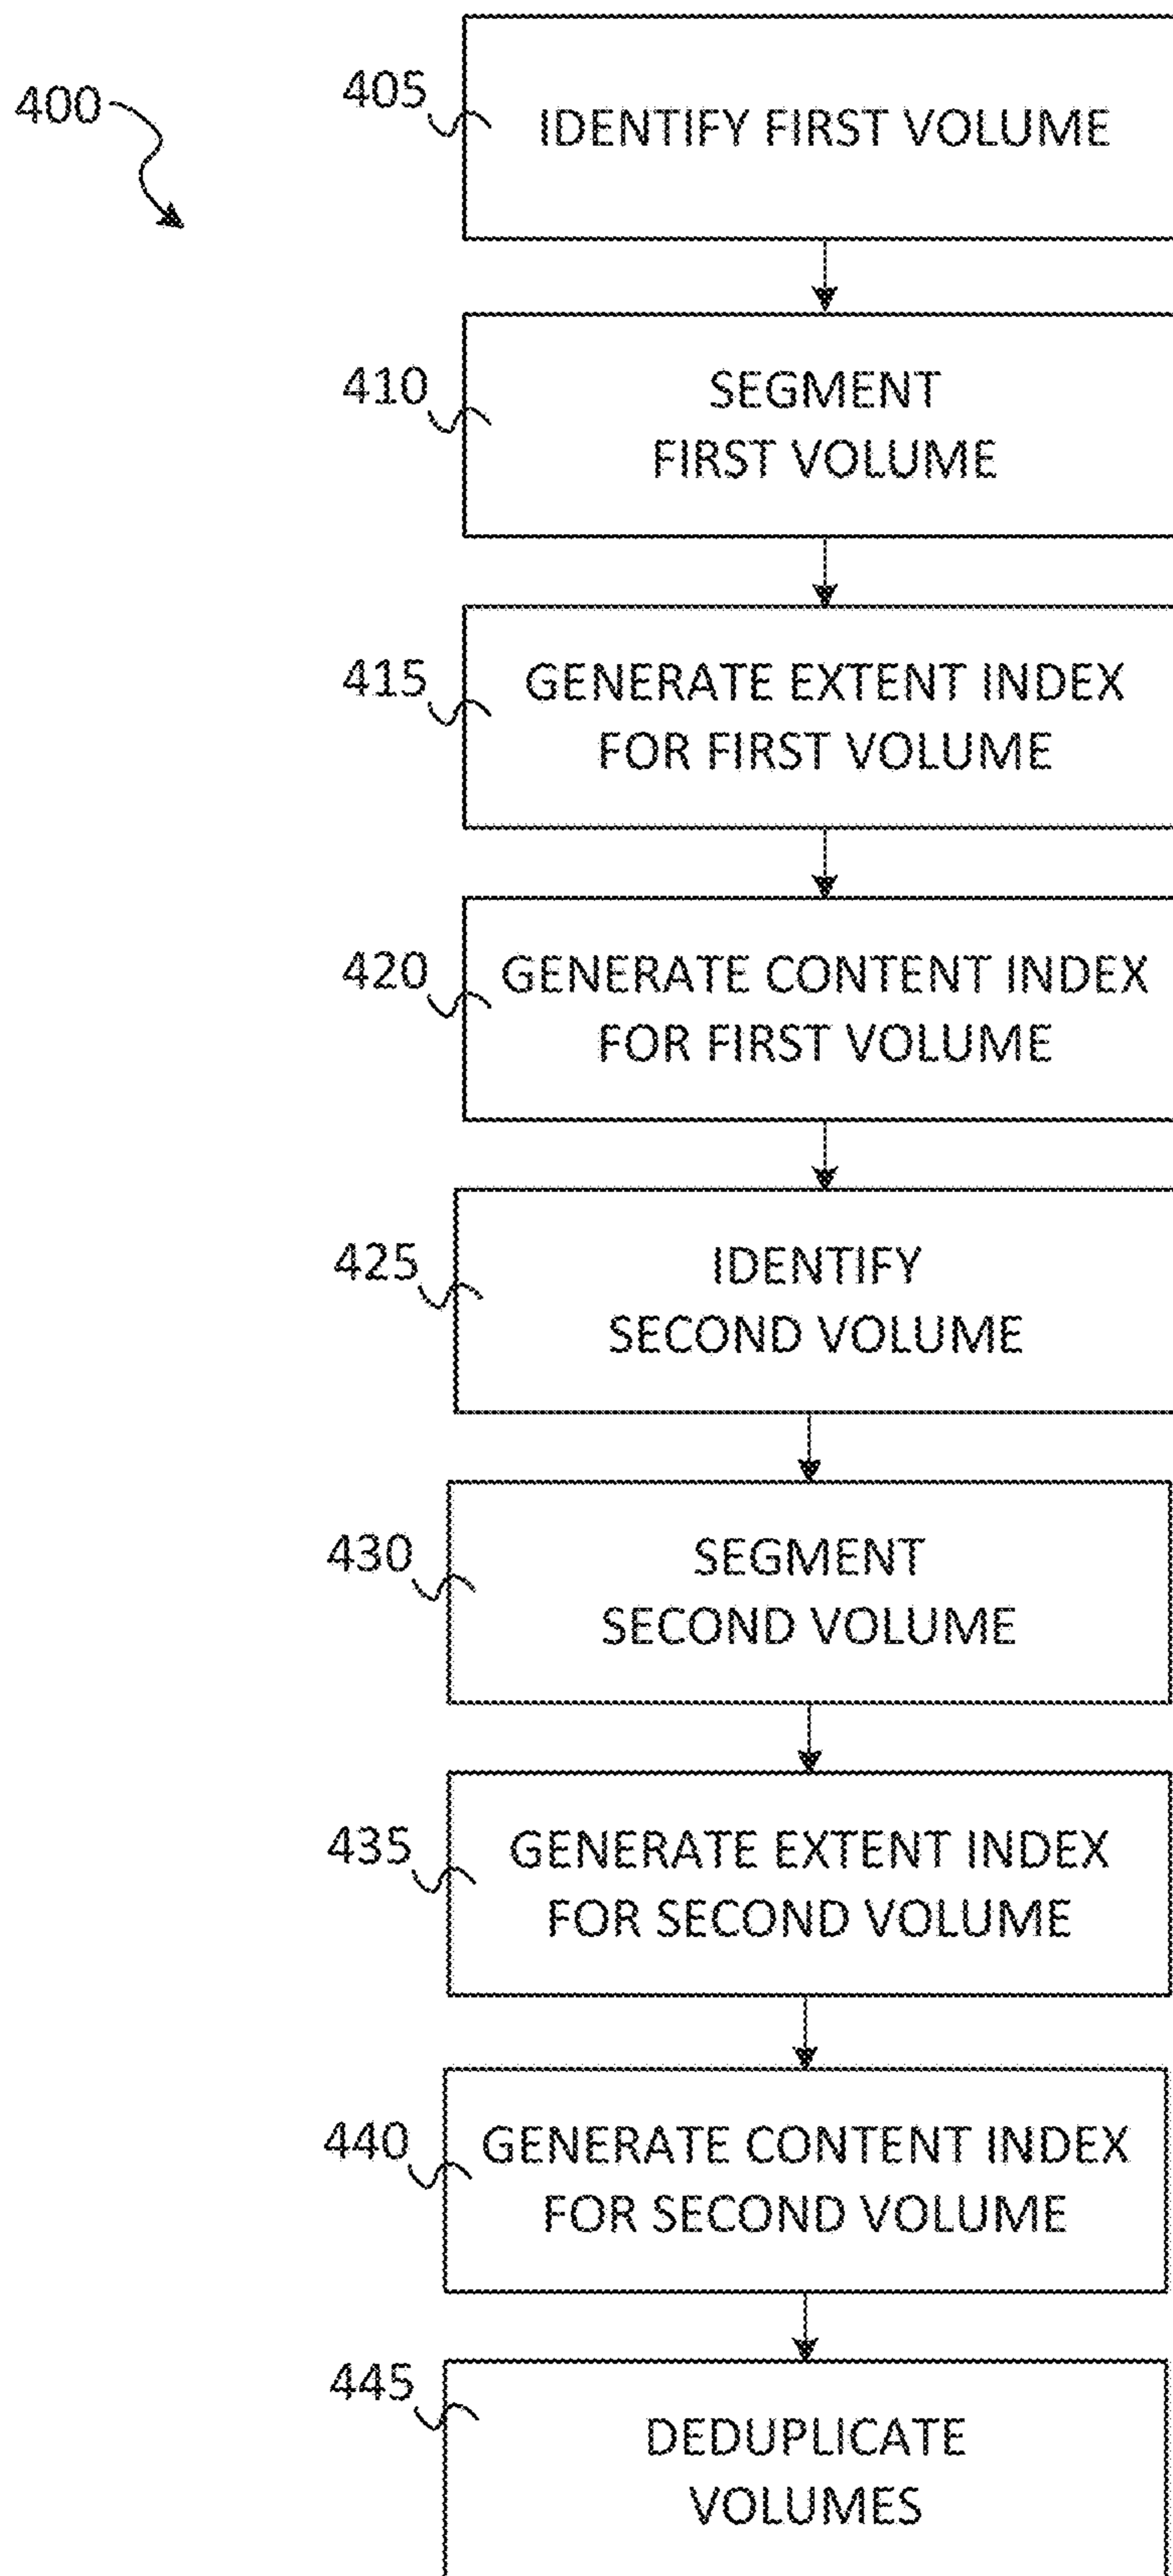 400
405
IDENTIFY FIRST VOLUME
410
SEGMENT
FIRST VOLUME
415
GENERATE EXTENT INDEX
FOR FIRST VOLUME
420
GENERATE CONTENT INDEX
FOR FIRST VOLUME
425
IDENTIFY
SECOND VOLUME
430
SEGMENT
SECOND VOLUME
435
GENERATE EXTENT INDEX
FOR SECOND VOLUME
440
GENERATE CONTENT INDEX
FOR SECOND VOLUME
445
DEDUPLICATE
VOLUMES